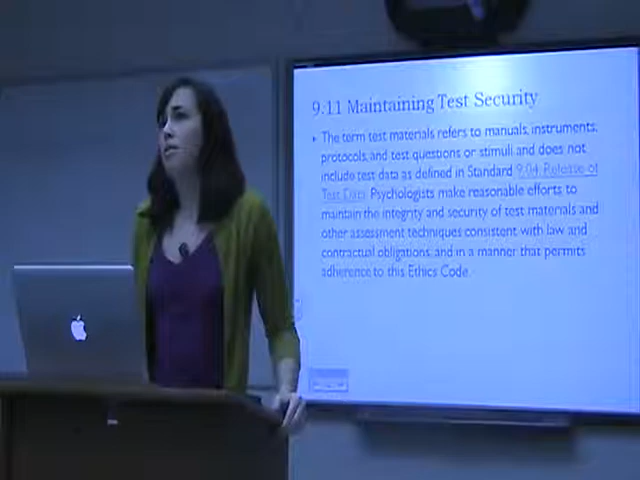 9.11 Maintaining Test Security
The term test materials refers to manuals, instruments,
protocols, and test questions or stimuli and does not
include test data as defined in Standard 9.04, Release of
Test Data. Psychologists make reasonable efforts to
maintain the integrity and security of test materials and
other assessment techniques consistent with law and
contractual obligations, and in a manner that permits
adherence to this Ethics Code.